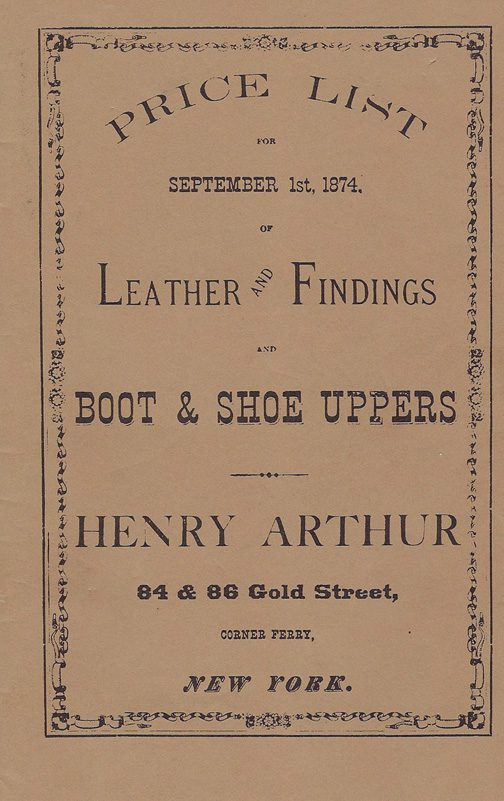 PRICE LIST
FOR
SEPTEMBER 1st, 1874.
OF
LEATHER AND FINDINGS
AND
BOOT & SHOE UPPERS
HENRY ARTHUR
84 & 86 Gold Street,
CORNER FERRY,
NEW YORK.